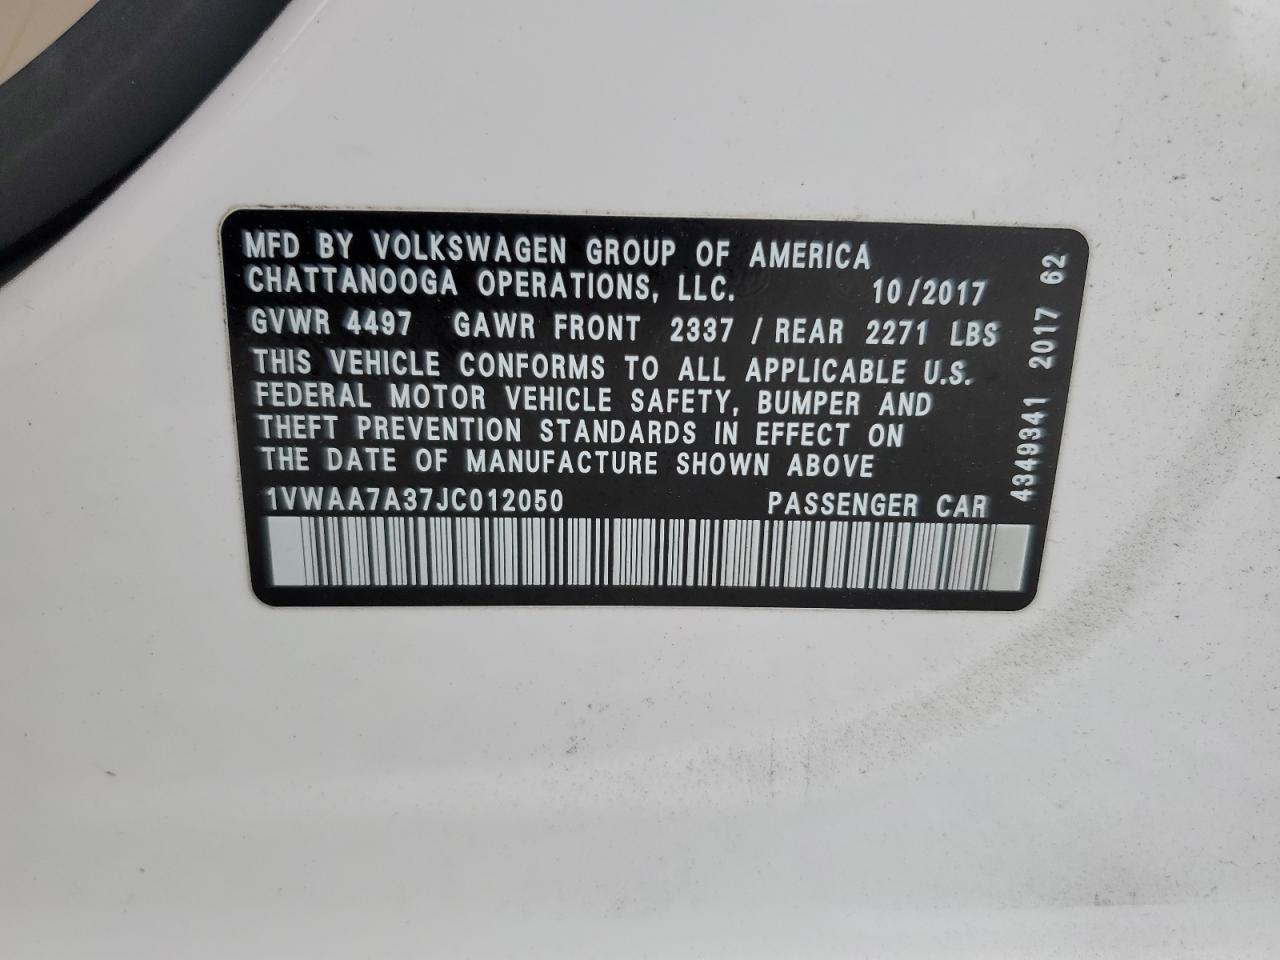 MFD BY VOLKSWAGEN GROUP OF AMERICA
CHATTANOOGA OPERATIONS, LLC. 10/2017
GVWR 4497 GAWR FRONT 2337 / REAR 2271 LBS
THIS VEHICLE CONFORMS TO ALL APPLICABLE U.S.
FEDERAL MOTOR VEHICLE SAFETY, BUMPER AND
THEFT PREVENTION STANDARDS IN EFFECT ON
THE DATE OF MANUFACTURE SHOWN ABOVE
1VWAA7A37JC012050 PASSENGER CAR
4349341 2017 62